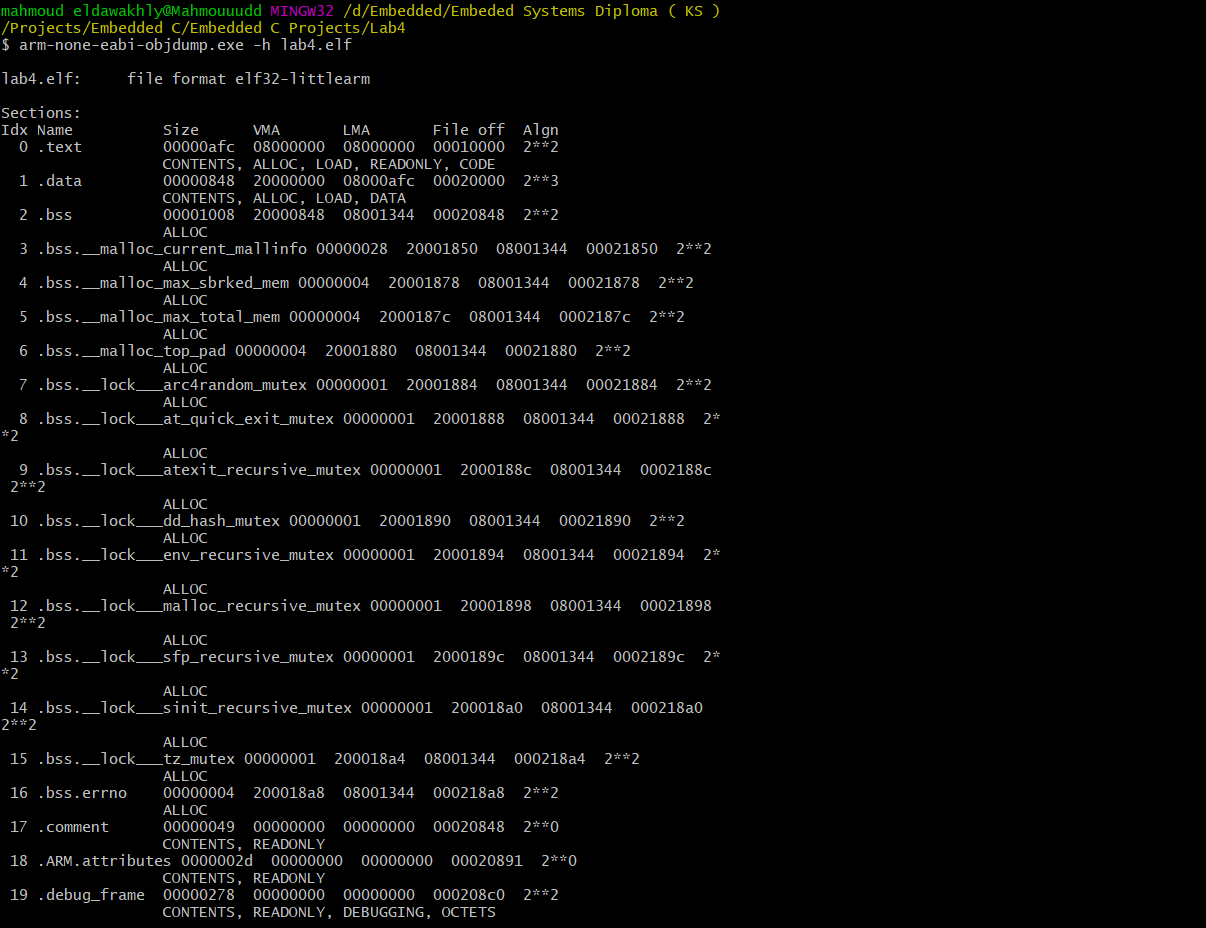 mahmoud eldawakhly@Mahmouuudd MINGW32 /d/Embedded/Embeded Systems Diploma ( KS )
/Projects/Embedded C/Embedded C Projects/Lab4
$ arm-none-eabi-objdump.exe -h lab4.elf
lab4.elf:     file format elf32-littlearm
Sections:
Idx Name          Size      VMA       LMA       File off  Algn
  0 .text         00000afc  08000000  08000000  00010000  2**2
                  CONTENTS, ALLOC, LOAD, READONLY, CODE
  1 .data         00000848  20000000  08000afc  00020000  2**3
                  CONTENTS, ALLOC, LOAD, DATA
  2 .bss          00001008  20000848  08001344  00020848  2**2
                  ALLOC
  3 .bss.__malloc_current_mallinfo 00000028  20001850  08001344  00021850  2**2
                  ALLOC
  4 .bss.__malloc_max_sbrked_mem 00000004  20001878  08001344  00021878  2**2
                  ALLOC
  5 .bss.__malloc_max_total_mem 00000004  2000187c  08001344  0002187c  2**2
                  ALLOC
  6 .bss.__malloc_top_pad 00000004  20001880  08001344  00021880  2**2
                  ALLOC
  7 .bss.__lock___arc4random_mutex 00000001  20001884  08001344  00021884  2**2
                  ALLOC
  8 .bss.__lock___at_quick_exit_mutex 00000001  20001888  08001344  00021888  2*
*2
                  ALLOC
  9 .bss.__lock___atexit_recursive_mutex 00000001  2000188c  08001344  0002188c
 2**2
                  ALLOC
 10 .bss.__lock___dd_hash_mutex 00000001  20001890  08001344  00021890  2**2
                  ALLOC
 11 .bss.__lock___env_recursive_mutex 00000001  20001894  08001344  00021894  2*
*2
                  ALLOC
 12 .bss.__lock___malloc_recursive_mutex 00000001  20001898  08001344  00021898
 2**2
                  ALLOC
 13 .bss.__lock___sfp_recursive_mutex 00000001  2000189c  08001344  0002189c  2*
*2
                  ALLOC
 14 .bss.__lock___sinit_recursive_mutex 00000001  200018a0  08001344  000218a0
2**2
                  ALLOC
 15 .bss.__lock___tz_mutex 00000001  200018a4  08001344  000218a4  2**2
                  ALLOC
 16 .bss.errno    00000004  200018a8  08001344  000218a8  2**2
                  ALLOC
 17 .comment      00000049  00000000  00000000  00020848  2**0
                  CONTENTS, READONLY
 18 .ARM.attributes 0000002d  00000000  00000000  00020891  2**0
                  CONTENTS, READONLY
 19 .debug_frame  00000278  00000000  00000000  000208c0  2**2
                  CONTENTS, READONLY, DEBUGGING, OCTETS